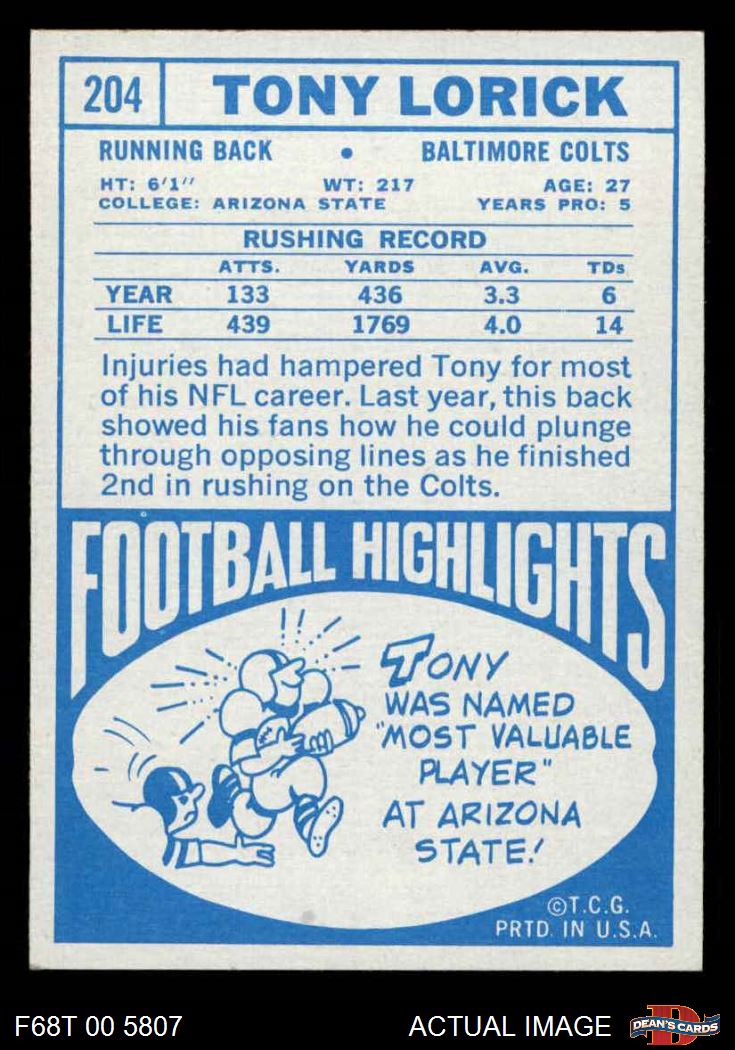 204 TONY LORICK
RUNNING BACK • BALTIMORE COLTS
HT: 6'1" WT: 217 AGE: 27
COLLEGE: ARIZONA STATE YEARS PRO: 5
RUSHING RECORD
ATTS. YARDS AVG. TDs
YEAR 133 436 3.3 6
LIFE 439 1769 4.0 14
Injuries had hampered Tony for most
of his NFL career. Last year, this back
showed his fans how he could plunge
through opposing lines as he finished
2nd in rushing on the Colts.
FOOTBALL HIGHLIGHTS
TONY
WAS NAMED
"MOST VALUABLE
PLAYER"
AT ARIZONA
STATE!
©T.C.G.
PRTD. IN U.S.A.
F68T 00 5807 ACTUAL IMAGE D DEAN'S CARDS